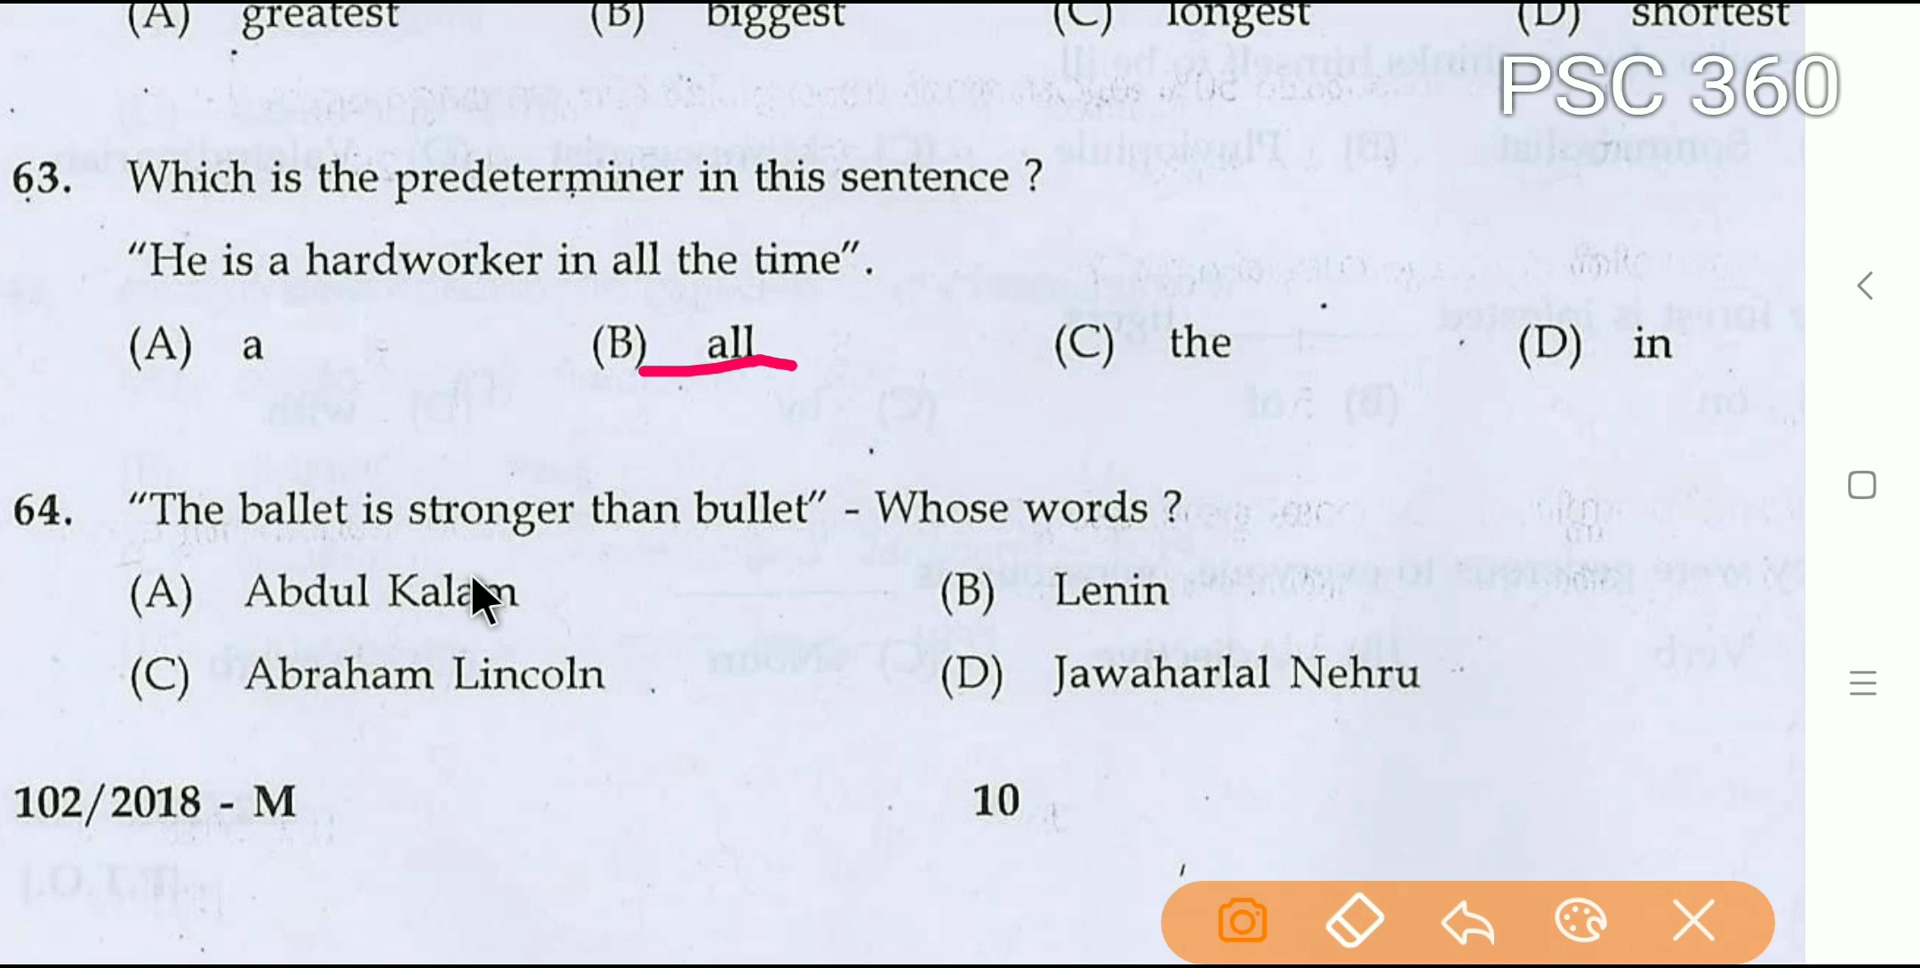 (A) greatest (B) biggest (C) longest (D) shortest
PSC 360
63. Which is the predeterminer in this sentence ?
“He is a hardworker in all the time”.
(A) a (B) all (C) the (D) in
64. “The ballet is stronger than bullet” - Whose words ?
(A) Abdul Kalam (B) Lenin
(C) Abraham Lincoln (D) Jawaharlal Nehru
102/2018 - M 10